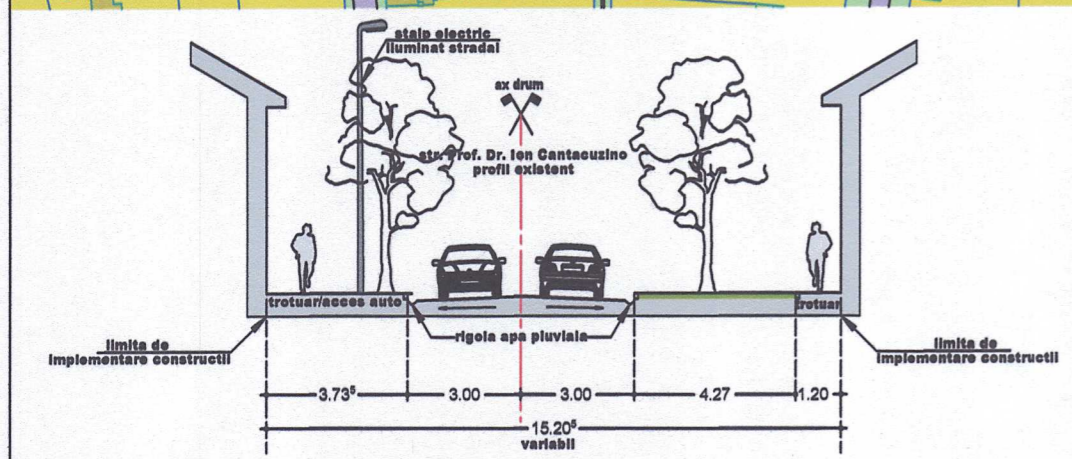 stalp electric
iluminat stradal
ax drum
str. Prof. Dr. Ion Cantacuzino
profil existent
trotuar/acces auto
trotuar
rigola apa pluviala
limita de
implementare constructii
limita de
implementare constructii
3.73⁵ 3.00 3.00 4.27 1.20
15.20⁵
variabil